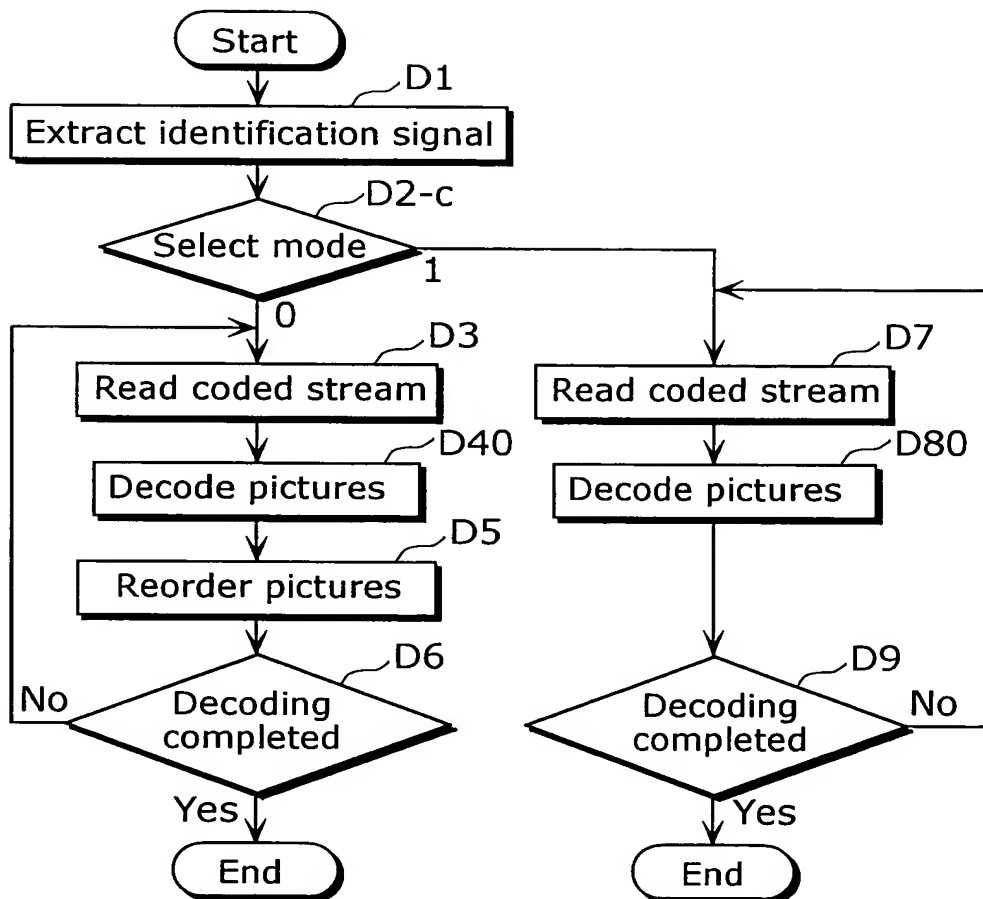 Start
D1
Extract identification signal
D2-c
Select mode
1
0
D3
Read coded stream
D40
Decode pictures
D5
Reorder pictures
D6
No
Decoding
completed
Yes
End
D7
Read coded stream
D80
Decode pictures
D9
Decoding
completed
No
Yes
End